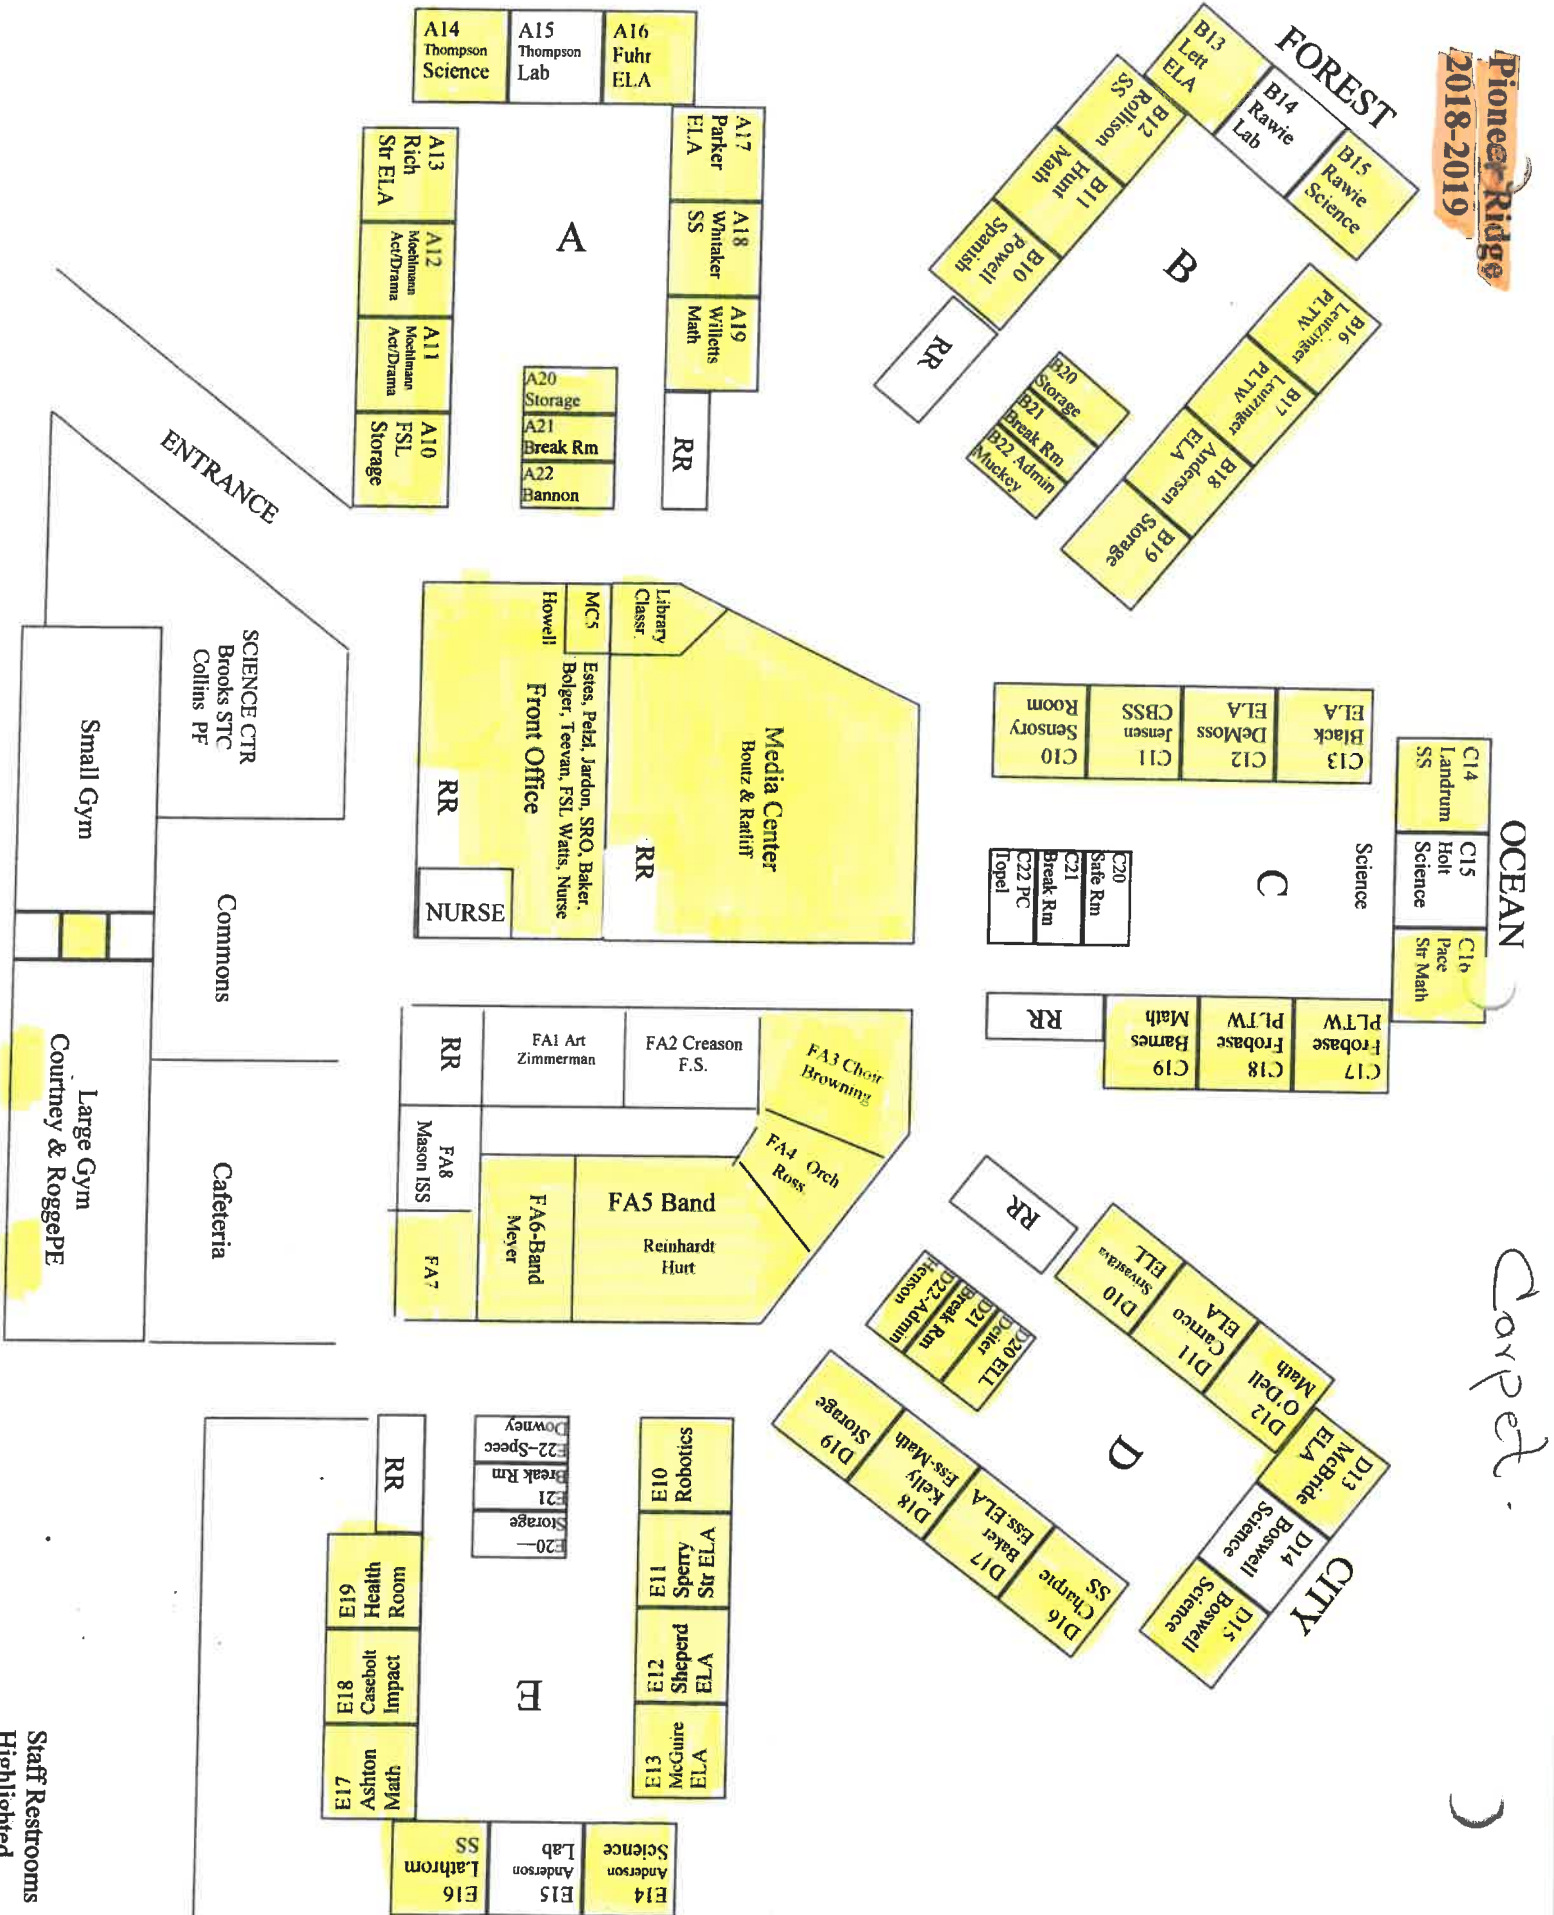 Pioneer Ridge
2018-2019
Carpet.
FOREST
B13
Lett
ELA
B14
Rawie
Lab
B15
Rawie
Science
B12
Rollison
SS
B11
Hunt
Math
B10
Powell
Spanish
RR
B
B16
Leutzinger
PLTW
B17
Leutzinger
PLTW
B18
Andersen
ELA
B19
Storage
B20
Storage
B21
Break Rm
B22 Admin
Muckey
A14
Thompson
Science
A15
Thompson
Lab
A16
Fuhr
ELA
A17
Parker
ELA
A18
Whitaker
SS
A19
Willetts
Math
RR
A
A13
Rich
Str ELA
A12
Moehlmann
Act/Drama
A11
Moehlmann
Act/Drama
A10
FSL
Storage
A20
Storage
A21
Break Rm
A22
Bannon
ENTRANCE
OCEAN
C13
Black
ELA
C12
DeMoss
ELA
C11
Jensen
CBSS
C10
Sensory
Room
C14
Landrum
SS
C15
Holt
Science
C16
Pace
Str Math
Science
C
C20
Safe Rm
C21
Break Rm
C22 PC
Topel
C17
Frobase
PLTW
C18
Frobase
PLTW
C19
Barnes
Math
RR
Library
Classr.
MC5
Howell
Media Center
Boutz & Ratliff
RR
Estes, Pelzl, Jardon, SRO, Baker.
Bolger, Teevan, FSL Watts, Nurse
Front Office
RR
NURSE
SCIENCE CTR
Brooks STC
Collins PF
Small Gym
Commons
Large Gym
Courtney & RoggePE
Cafeteria
RR
FA1 Art
Zimmerman
FA2 Creason
F.S.
FA3 Choir
Browning
FA4 Orch
Ross.
FA5 Band
Reinhardt
Hurt
FA6-Band
Meyer
FA7
FA8
Mason ISS
CITY
RR
D10
Srivastava
ELL
D11
Carrico
ELA
D12
O'Dell
Math
D13
McBride
ELA
D14
Boswell
Science
D15
Boswell
Science
D
D20 ELL
Deiter
D21
Break Rm
D22-Admin
Henson
D16
Charpie
SS
D17
Baker
Ess.ELA
D18
Kelly
Ess-Math
D19
Storage
RR
E22-Spec
Downey
E21
Break Rm
E20—
Storage
E10
Robotics
E11
Sperry
Str ELA
E12
Sheperd
ELA
E13
McGuire
ELA
E
E19
Health
Room
E18
Casebolt
Impact
E17
Ashton
Math
E16
Lathrom
SS
E15
Anderson
Lab
E14
Anderson
Science
Staff Restrooms
Highlighted